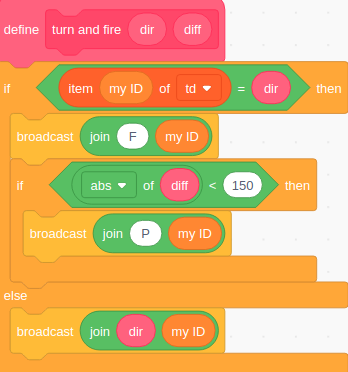 define turn and fire dir diff
if item my ID of td = dir then
broadcast join F my ID
if abs of diff < 150 then
broadcast join P my ID
else
broadcast join dir my ID